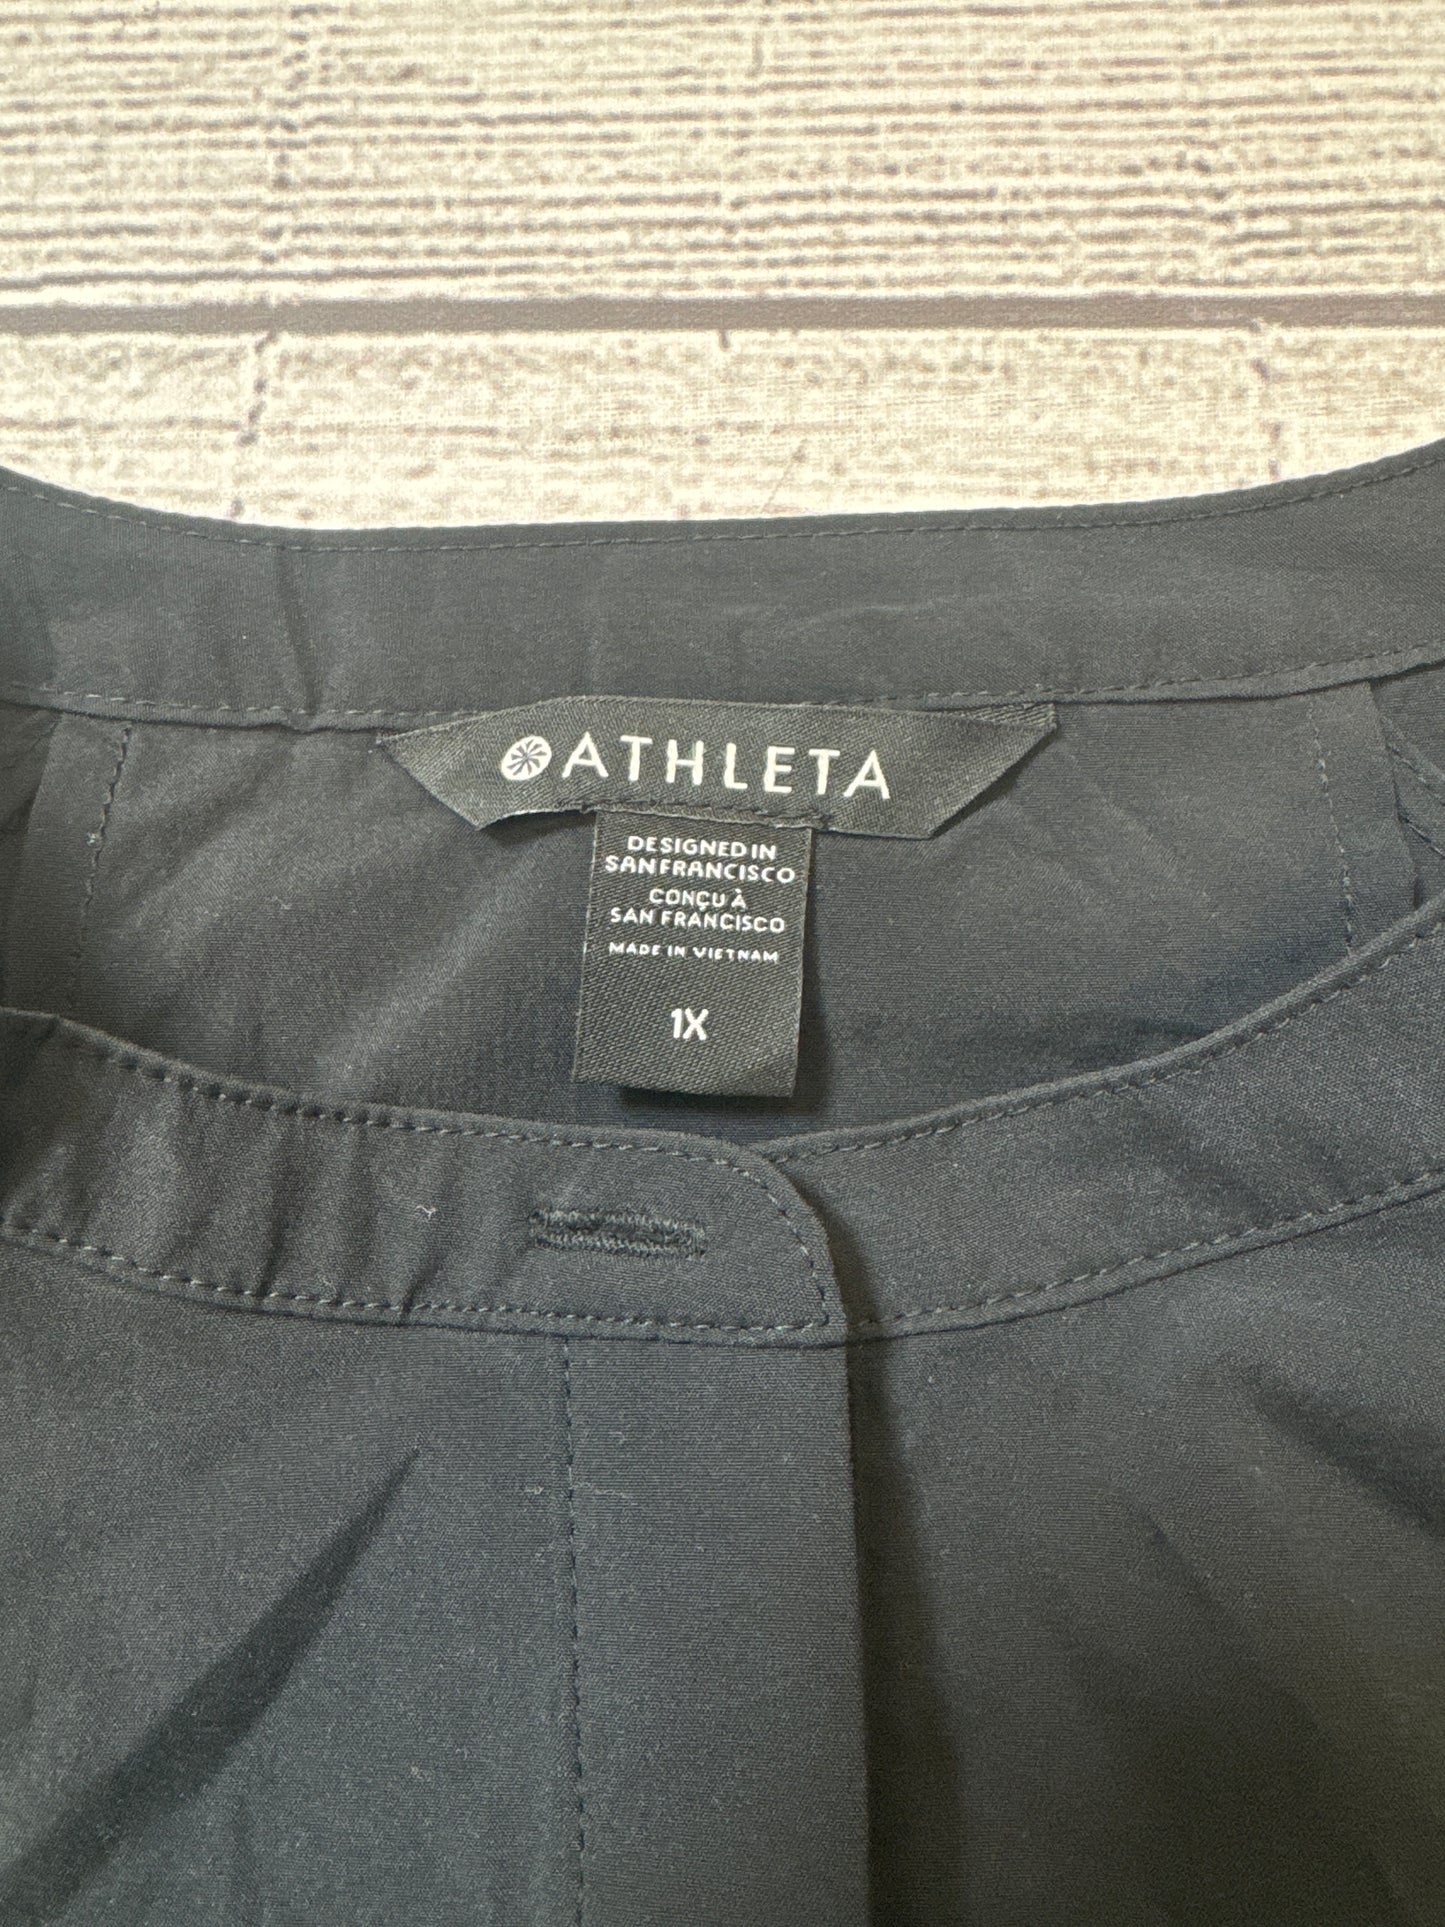 ATHLETA
DESIGNED IN
SAN FRANCISCO
CONÇU À
SAN FRANCISCO
MADE IN VIETNAM
1X